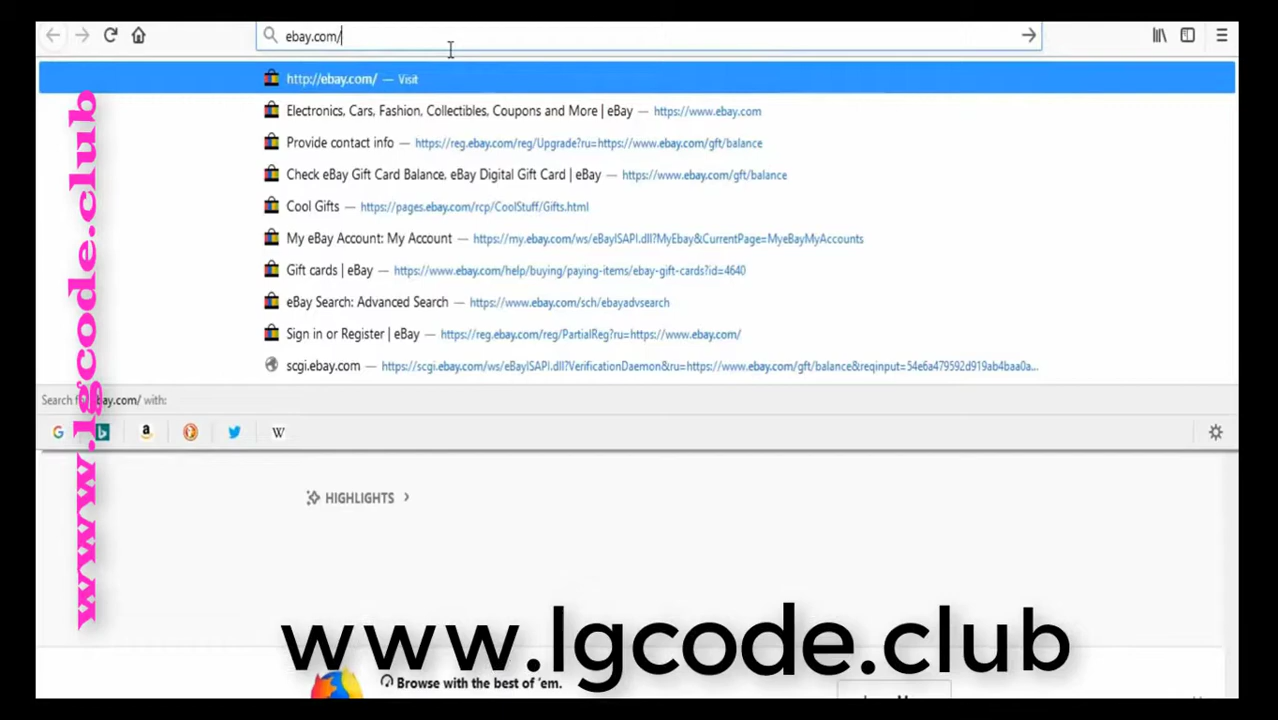 ebay.com/
http://ebay.com/ — Visit
Electronics, Cars, Fashion, Collectibles, Coupons and More | eBay — https://www.ebay.com
Provide contact info — https://reg.ebay.com/reg/Upgrade?ru=https://www.ebay.com/gft/balance
Check eBay Gift Card Balance, eBay Digital Gift Card | eBay — https://www.ebay.com/gft/balance
Cool Gifts — https://pages.ebay.com/rcp/CoolStuff/Gifts.html
My eBay Account: My Account — https://my.ebay.com/ws/eBayISAPI.dll?MyEbay&CurrentPage=MyeBayMyAccounts
Gift cards | eBay — https://www.ebay.com/help/buying/paying-items/ebay-gift-cards?id=4640
eBay Search: Advanced Search — https://www.ebay.com/sch/ebayadvsearch
Sign in or Register | eBay — https://reg.ebay.com/reg/PartialReg?ru=https://www.ebay.com/
scgi.ebay.com — https://scgi.ebay.com/ws/eBayISAPI.dll?VerificationDaemon&ru=https://www.ebay.com/gft/balance&reqinput=54e6a479592d919ab4baa0a...
www.lgcode.club
Search f ebay.com/ with:
HIGHLIGHTS
www.lgcode.club
Browse with the best of 'em.